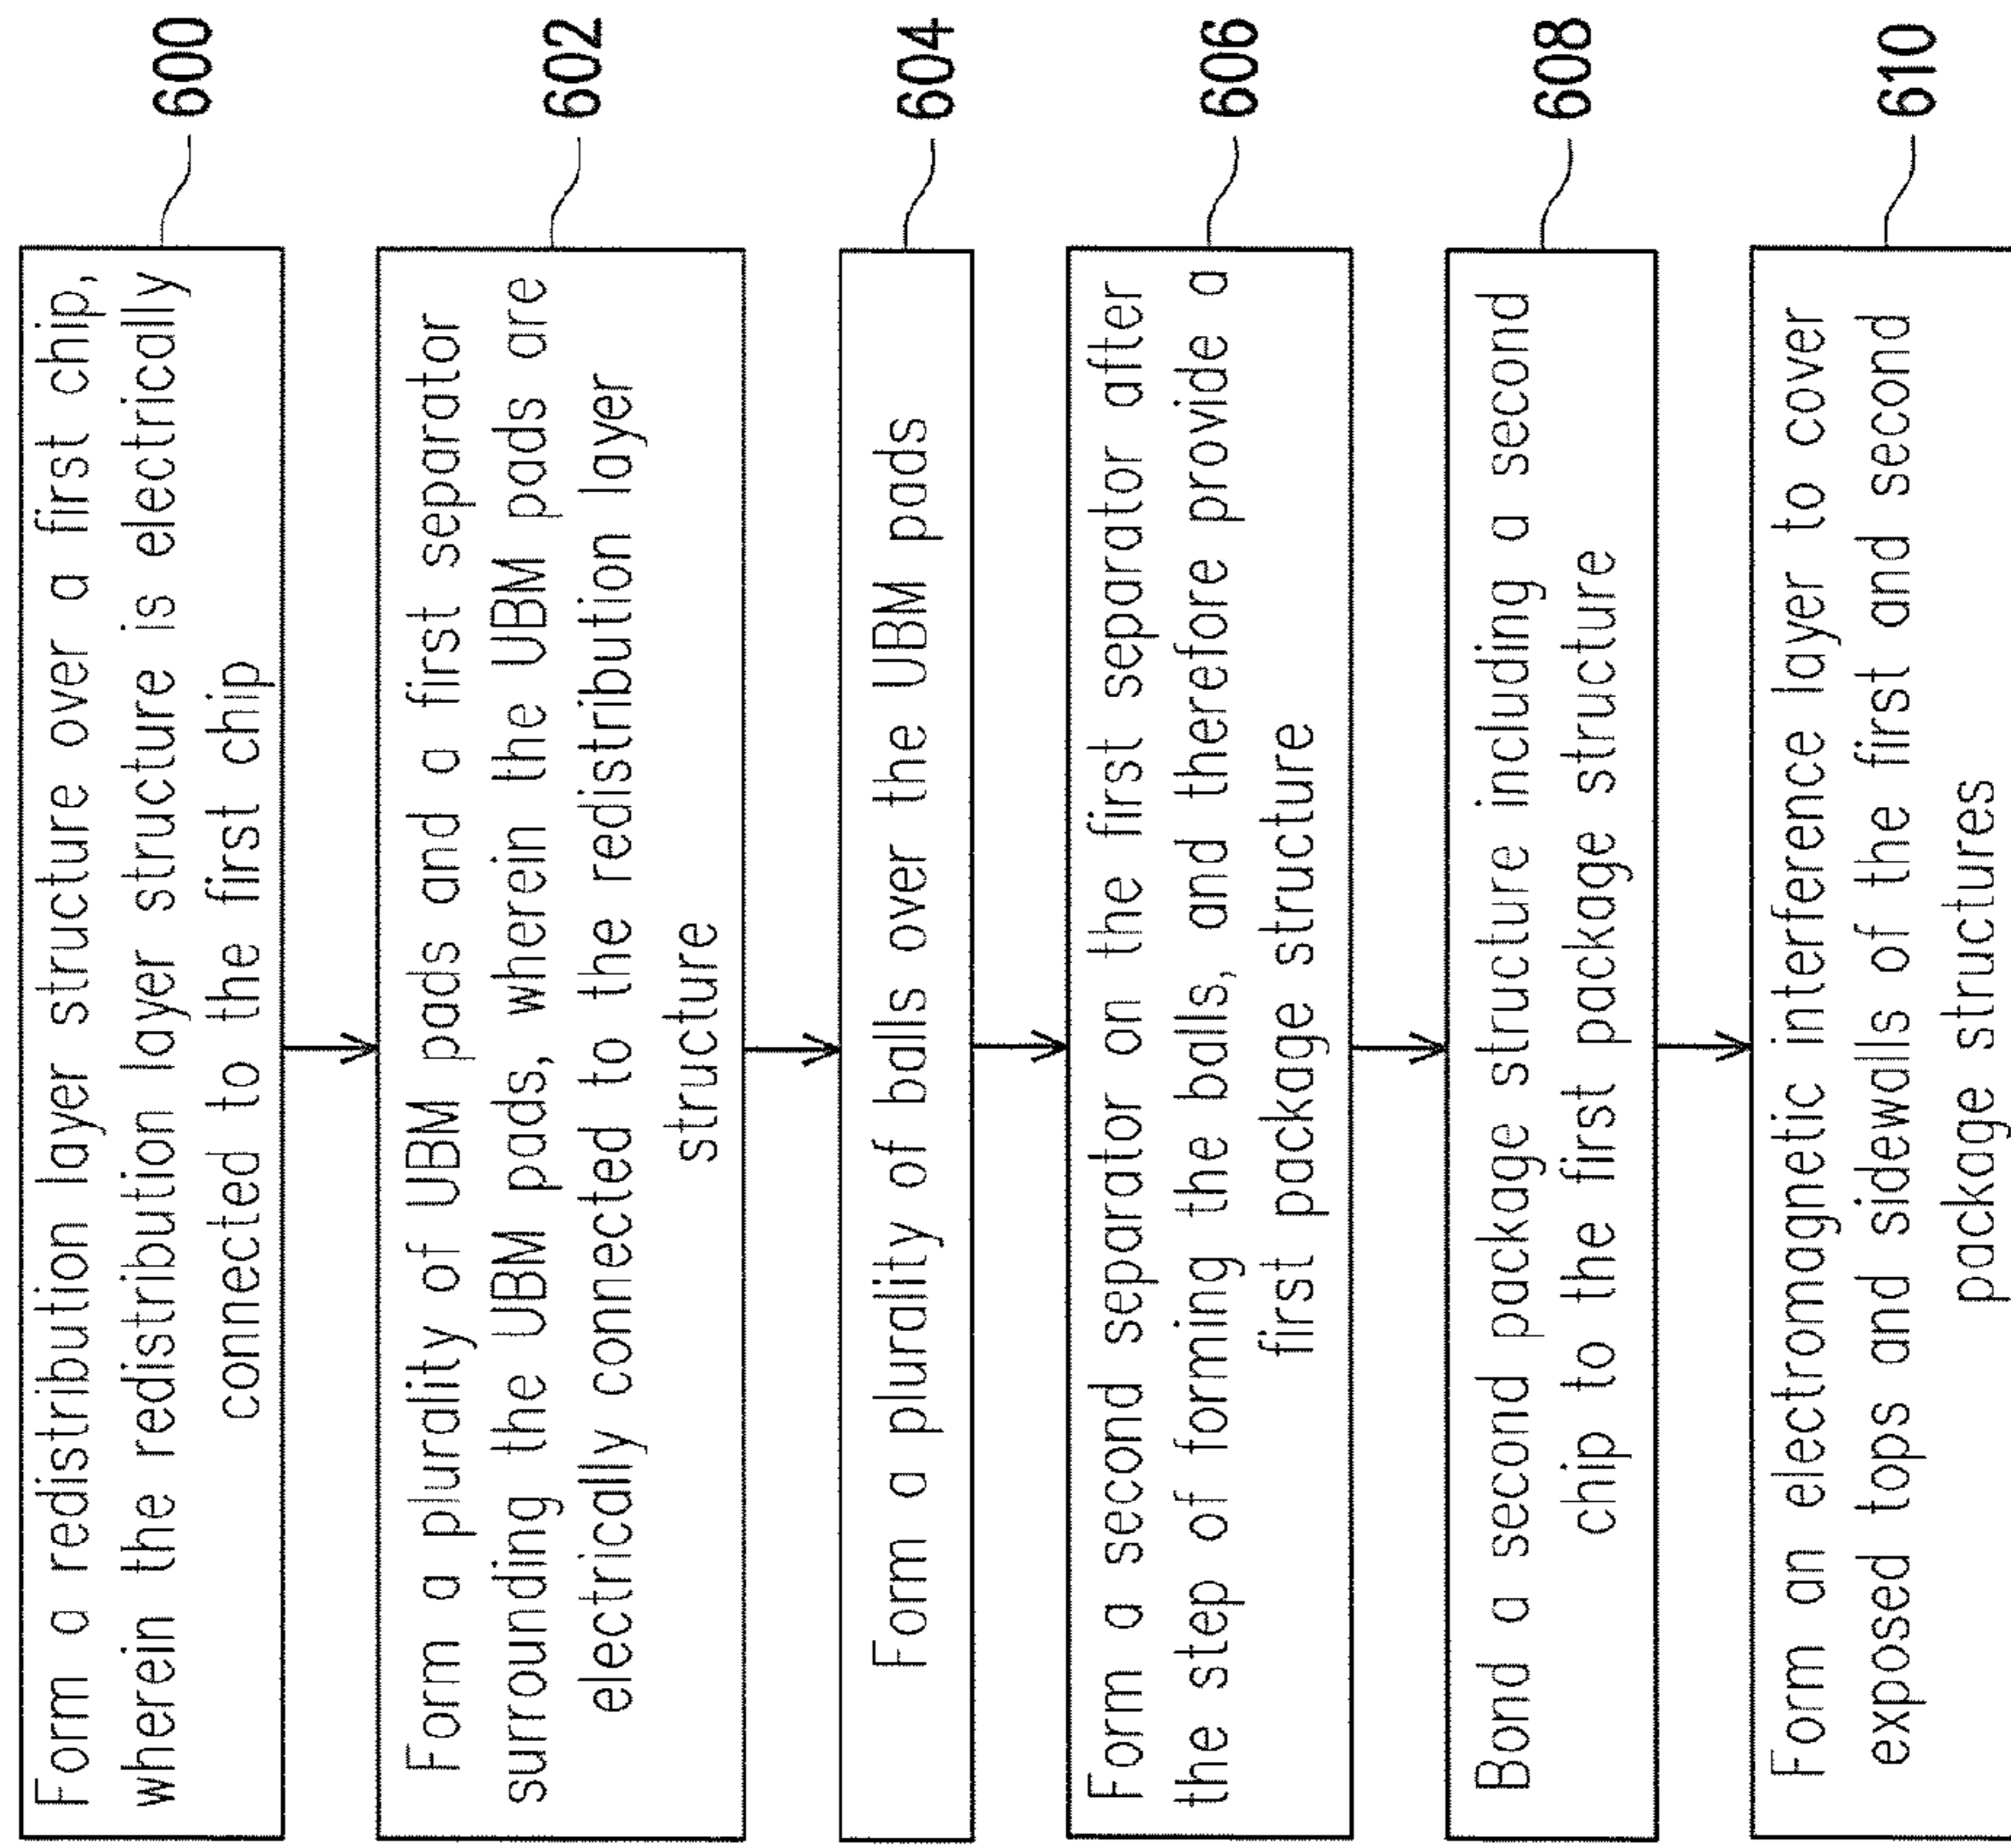 Form a redistribution layer structure over a first chip,
wherein the redistribution layer structure is electrically
connected to the first chip
600
Form a plurality of UBM pads and a first separator
surrounding the UBM pads, wherein the UBM pads are
electrically connected to the redistribution layer
structure
602
Form a plurality of balls over the UBM pads
604
Form a second separator on the first separator after
the step of forming the balls, and therefore provide a
first package structure
606
Bond a second package structure including a second
chip to the first package structure
608
Form an electromagnetic interference layer to cover
exposed tops and sidewalls of the first and second
package structures
610